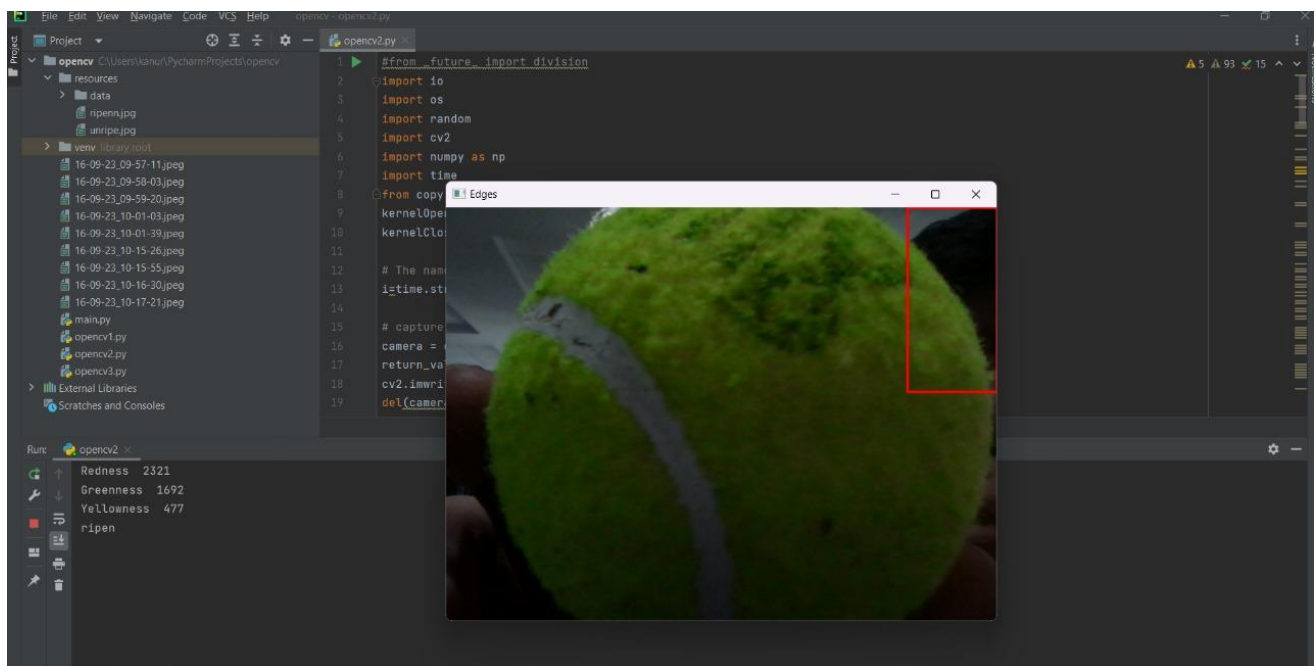 File Edit View Navigate Code VCS Help opencv - opencv2.py
Project
Project
opencv2.py
opencv C:\Users\kanur\PycharmProjects\opencv
resources
data
ripenn.jpg
unripe.jpg
venv library root
16-09-23_09-57-11.jpeg
16-09-23_09-58-03.jpeg
16-09-23_09-59-20.jpeg
16-09-23_10-01-03.jpeg
16-09-23_10-01-39.jpeg
16-09-23_10-15-26.jpeg
16-09-23_10-15-55.jpeg
16-09-23_10-16-30.jpeg
16-09-23_10-17-21.jpeg
main.py
opencv1.py
opencv2.py
opencv3.py
External Libraries
Scratches and Consoles
1 #from _future_ import division
2 import io
3 import os
4 import random
5 import cv2
6 import numpy as np
7 import time
8 from copy
9 kernelOpe
10 kernelClo
11
12 # The nam
13 i=time.st
14
15 # capture
16 camera =
17 return_va
18 cv2.imwri
19 del(camer
5 93 15
Edges
Run: opencv2
Redness 2321
Greenness 1692
Yellowness 477
ripen